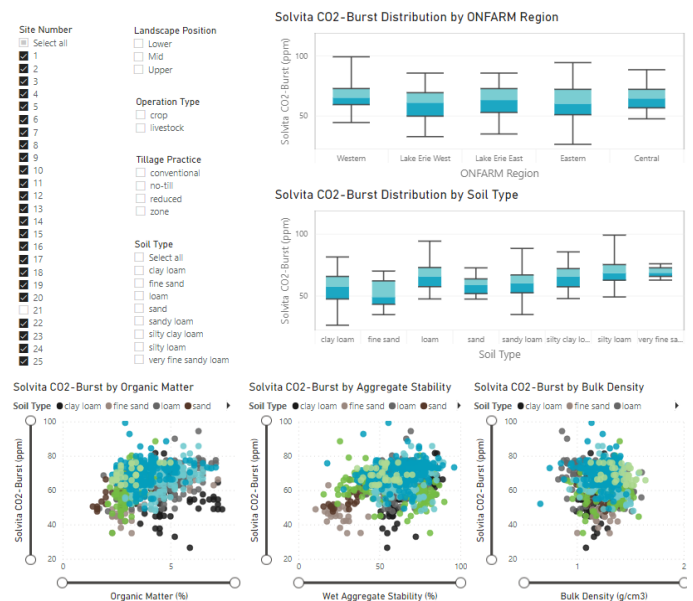 Site Number
Select all
1
2
3
4
5
6
7
8
9
10
11
12
13
14
15
16
17
18
19
20
21
22
23
24
25
Landscape Position
Lower
Mid
Upper
Operation Type
crop
livestock
Tillage Practice
conventional
no-till
reduced
zone
Soil Type
Select all
clay loam
fine sand
loam
sand
sandy loam
silty clay loam
silty loam
very fine sandy loam
Solvita CO2-Burst Distribution by ONFARM Region
Solvita CO2-Burst (ppm)
100
50
Western Lake Erie West Lake Erie East Eastern Central
ONFARM Region
Solvita CO2-Burst Distribution by Soil Type
Solvita CO2-Burst (ppm)
100
50
clay loam fine sand loam sand sandy loam silty clay lo... silty loam very fine sa...
Soil Type
Solvita CO2-Burst by Organic Matter
Soil Type clay loam fine sand loam sand
Solvita CO2-Burst (ppm)
100
80
60
40
20
0 5
Organic Matter (%)
Solvita CO2-Burst by Aggregate Stability
Soil Type clay loam fine sand loam sand
Solvita CO2-Burst (ppm)
100
80
60
40
20
0 50 100
Wet Aggregate Stability (%)
Solvita CO2-Burst by Bulk Density
Soil Type clay loam fine sand loam
Solvita CO2-Burst (ppm)
100
80
60
40
20
1 2
Bulk Density (g/cm3)